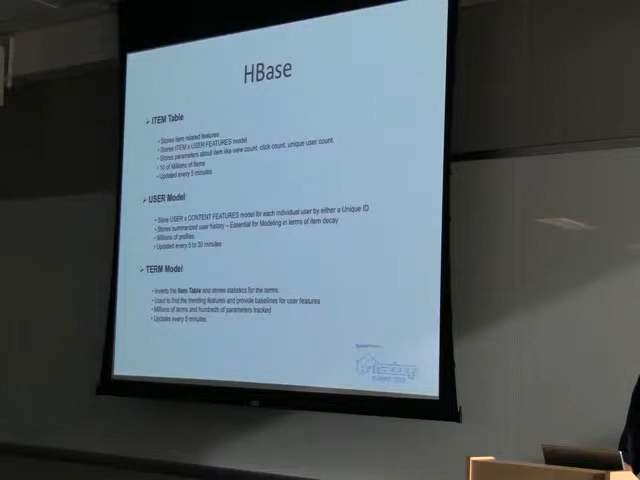 HBase
➢ ITEM Table
• Stores item related features
• Stores ITEM x USER FEATURES model
• Stores parameters about item like view count, click count, unique user count.
• 10 of Millions of Items
• Updated every 5 minutes
➢ USER Model
• Store USER x CONTENT FEATURES model for each individual user by either a Unique ID
• Stores summarized user history – Essential for Modeling in terms of item decay
• Millions of profiles
• Updated every 5 to 30 minutes
➢ TERM Model
• Inverts the Item Table and stores statistics for the terms.
• Used to find the trending features and provide baselines for user features
• Millions of terms and hundreds of parameters tracked
• Updates every 5 minutes